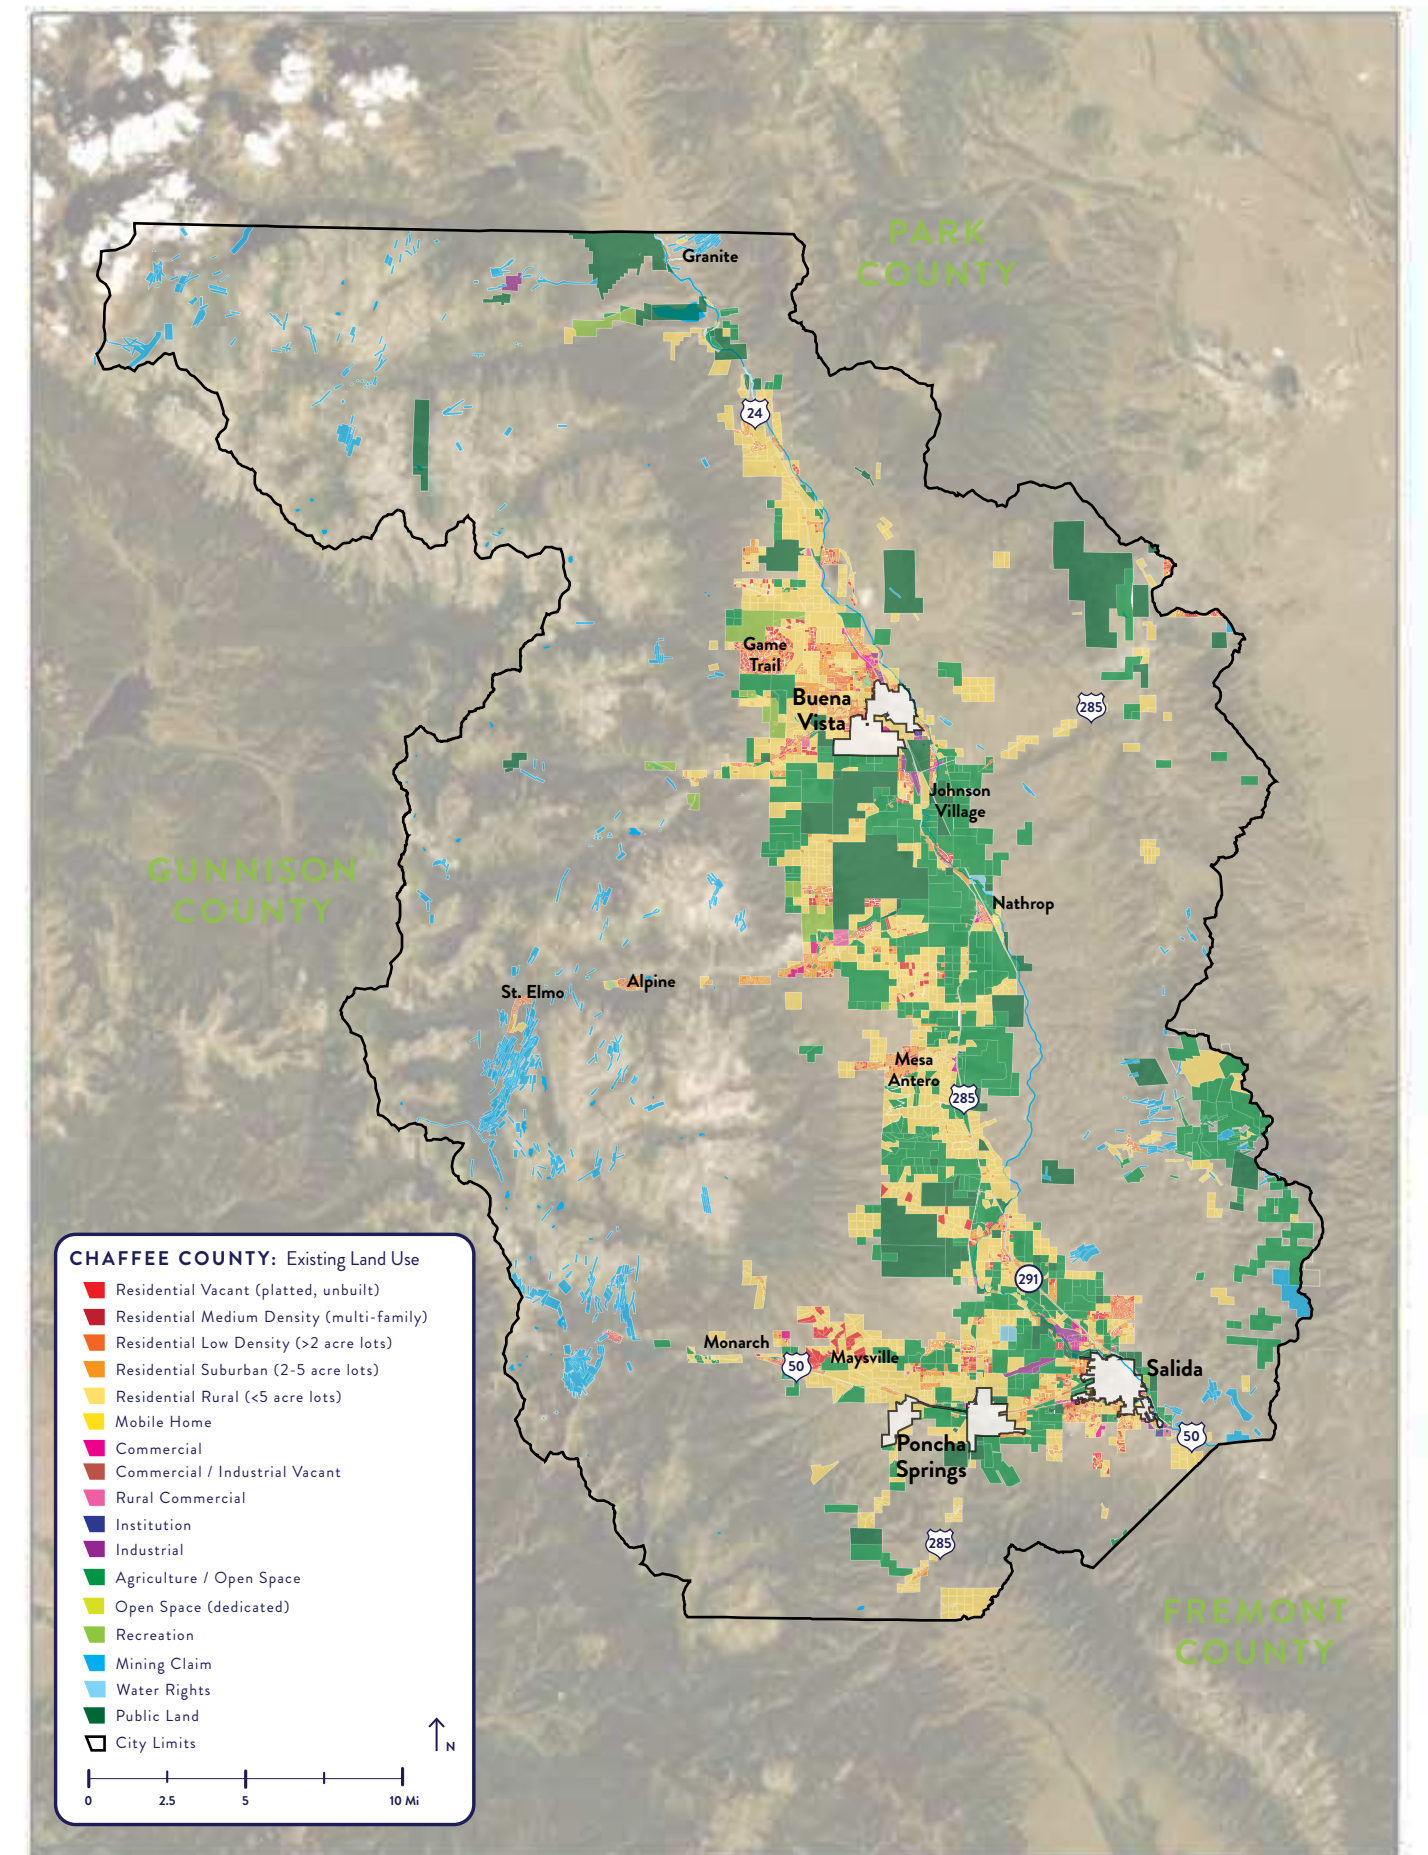 PARK
COUNTY
Granite
24
Game
Trail
Buena
Vista
285
Johnson
Village
GUNNISON
COUNTY
Nathrop
Alpine
St. Elmo
Mesa
Antero
285
291
Monarch
50
Maysville
Salida
50
Poncha
Springs
285
FREMONT
COUNTY
CHAFFEE COUNTY: Existing Land Use
Residential Vacant (platted, unbuilt)
Residential Medium Density (multi-family)
Residential Low Density (>2 acre lots)
Residential Suburban (2-5 acre lots)
Residential Rural (<5 acre lots)
Mobile Home
Commercial
Commercial / Industrial Vacant
Rural Commercial
Institution
Industrial
Agriculture / Open Space
Open Space (dedicated)
Recreation
Mining Claim
Water Rights
Public Land
City Limits
N
0 2.5 5 10 Mi